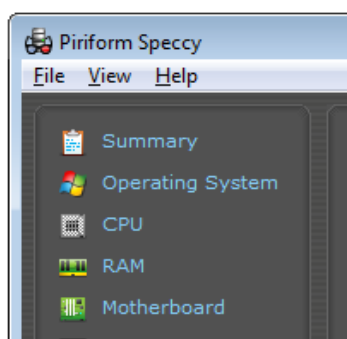 Piriform Speccy
File View Help
Summary
Operating System
CPU
RAM
Motherboard